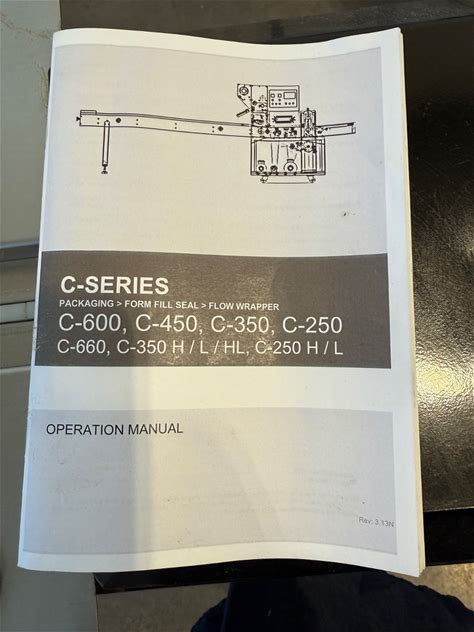 C-SERIES
PACKAGING > FORM FILL SEAL > FLOW WRAPPER
C-600, C-450, C-350, C-250
C-660, C-350 H / L / HL, C-250 H / L
OPERATION MANUAL
Rev: 3.13N